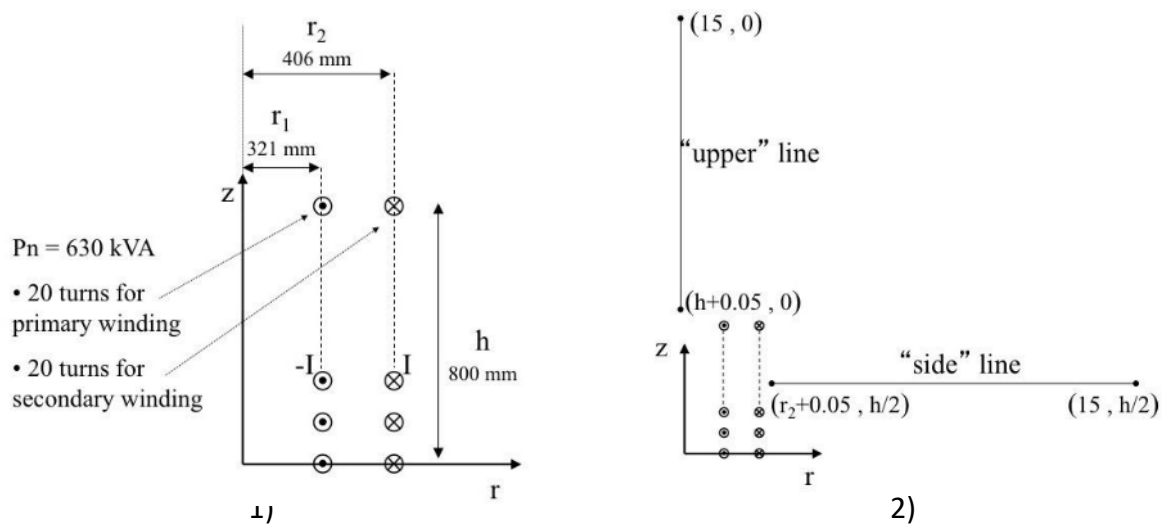 r₂
406 mm
r₁
321 mm
z
Pn = 630 kVA
• 20 turns for
primary winding
• 20 turns for
secondary winding
-I
I
h
800 mm
r
1)
(15 , 0)
“upper” line
(h+0.05 , 0)
z
“side” line
(r₂+0.05 , h/2)
(15 , h/2)
r
2)